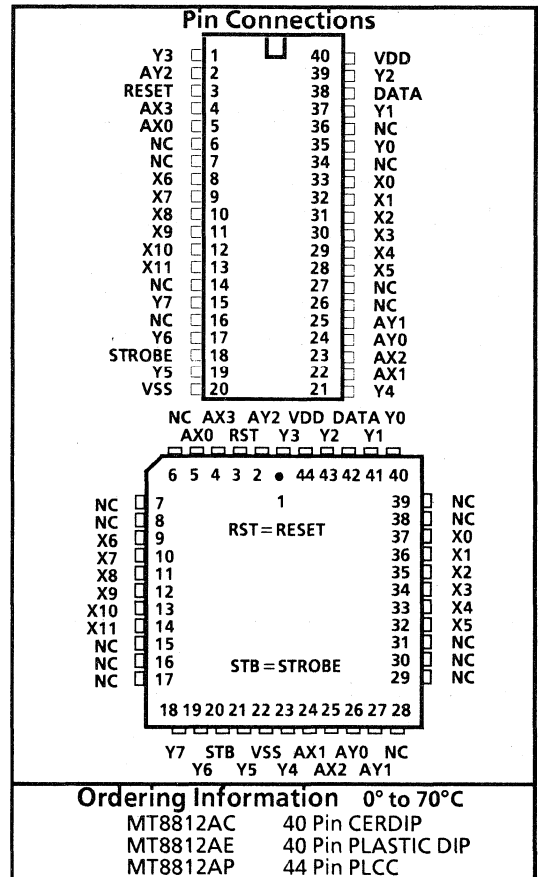 Pin Connections
Y3 1 40 VDD
AY2 2 39 Y2
RESET 3 38 DATA
AX3 4 37 Y1
AX0 5 36 NC
NC 6 35 Y0
NC 7 34 NC
X6 8 33 X0
X7 9 32 X1
X8 10 31 X2
X9 11 30 X3
X10 12 29 X4
X11 13 28 X5
NC 14 27 NC
Y7 15 26 NC
NC 16 25 AY1
Y6 17 24 AY0
STROBE 18 23 AX2
Y5 19 22 AX1
VSS 20 21 Y4
NC AX3 AY2 VDD DATA Y0
AX0 RST Y3 Y2 Y1
6 5 4 3 2 • 44 43 42 41 40
1
NC 7 39 NC
NC 8 38 NC
RST = RESET
X6 9 37 X0
X7 10 36 X1
X8 11 35 X2
X9 12 34 X3
X10 13 33 X4
X11 14 32 X5
NC 15 31 NC
NC 16 30 NC
STB = STROBE
NC 17 29 NC
18 19 20 21 22 23 24 25 26 27 28
Y7 STB VSS AX1 AY0 NC
Y6 Y5 Y4 AX2 AY1
Ordering Information 0° to 70°C
MT8812AC 40 Pin CERDIP
MT8812AE 40 Pin PLASTIC DIP
MT8812AP 44 Pin PLCC